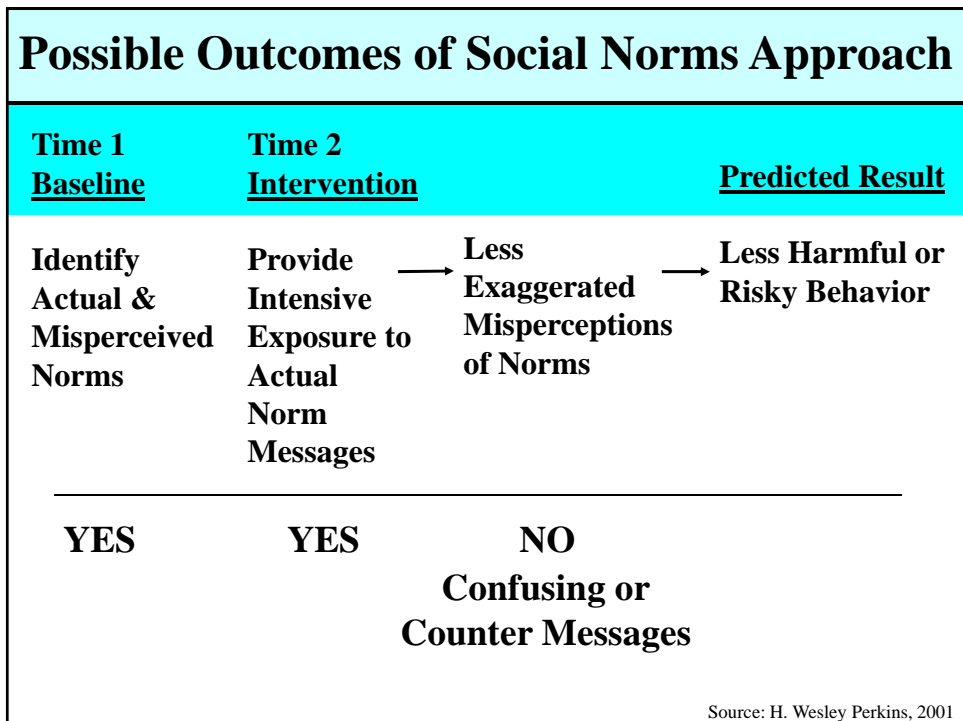 Possible Outcomes of Social Norms Approach
Time 1
Baseline
Time 2
Intervention
Predicted Result
Identify
Actual &
Misperceived
Norms
Provide
Intensive
Exposure to
Actual
Norm
Messages
Less
Exaggerated
Misperceptions
of Norms
Less Harmful or
Risky Behavior
YES
YES
NO
Confusing or
Counter Messages
Source: H. Wesley Perkins, 2001